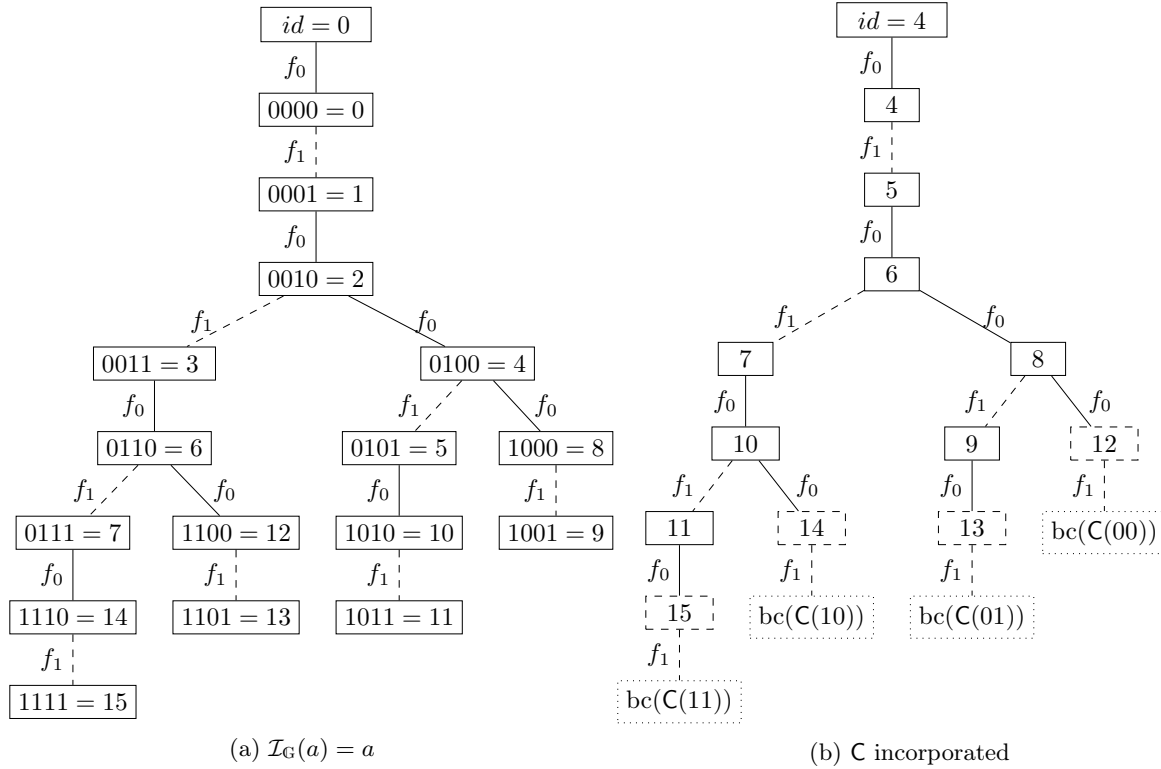 id = 0
f₀
0000 = 0
f₁
0001 = 1
f₀
0010 = 2
f₁ f₀
0011 = 3 0100 = 4
f₀ f₁ f₀
0110 = 6 0101 = 5 1000 = 8
f₁ f₀ f₀ f₁
0111 = 7 1100 = 12 1010 = 10 1001 = 9
f₀ f₁ f₁
1110 = 14 1101 = 13 1011 = 11
f₁
1111 = 15
(a) 𝓘_𝔾(a) = a
id = 4
f₀
4
f₁
5
f₀
6
f₁ f₀
7 8
f₀ f₁ f₀
10 9 12
f₁ f₀ f₀ f₁
11 14 13 bc(C(00))
f₀ f₁ f₁
15 bc(C(10)) bc(C(01))
f₁
bc(C(11))
(b) C incorporated